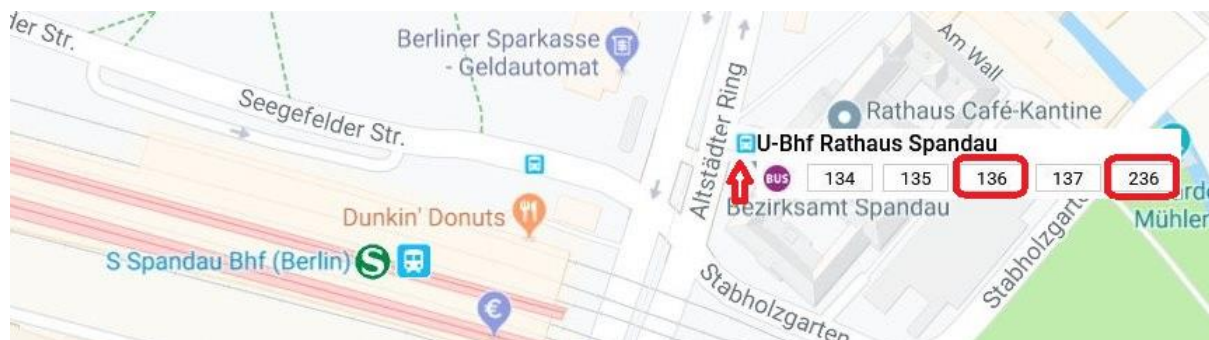 der Str.
Berliner Sparkasse
- Geldautomat
Seegefelder Str.
Altstädter Ring
Am Wall
Rathaus Café-Kantine
U-Bhf Rathaus Spandau
BUS 134 135 136 137 236
Bezirksamt Spandau
Dunkin' Donuts
S Spandau Bhf (Berlin) S
€
Stabholzgarten
Stabholzgarten
Mühlen